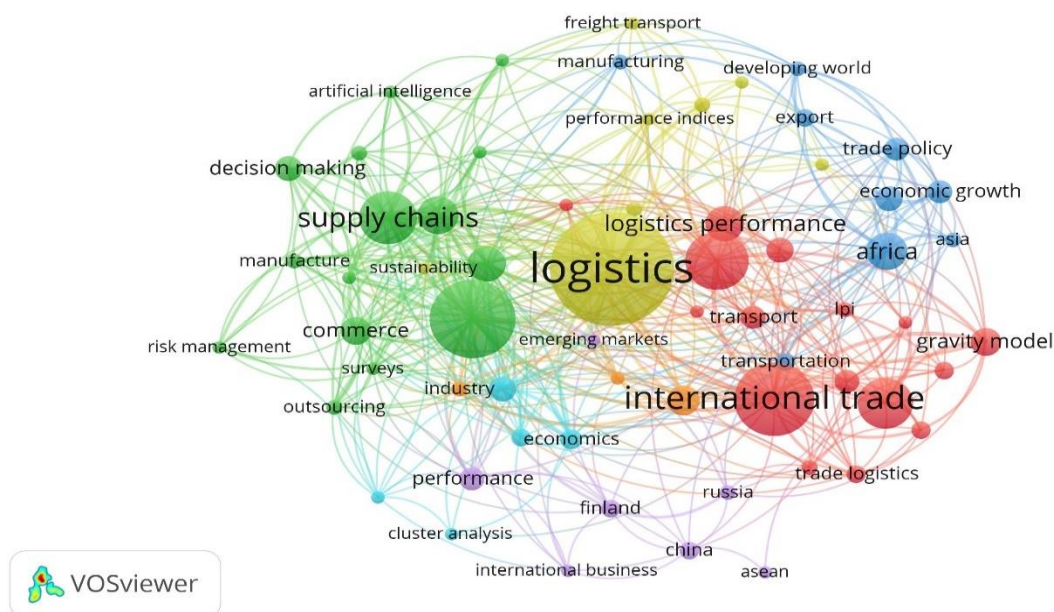 freight transport
manufacturing
developing world
artificial intelligence
performance indices
export
decision making
trade policy
economic growth
supply chains
logistics performance
asia
africa
logistics
manufacture
sustainability
lpi
transport
commerce
emerging markets
gravity model
risk management
surveys
transportation
industry
international trade
outsourcing
economics
trade logistics
performance
russia
finland
cluster analysis
china
international business
asean
VOSviewer